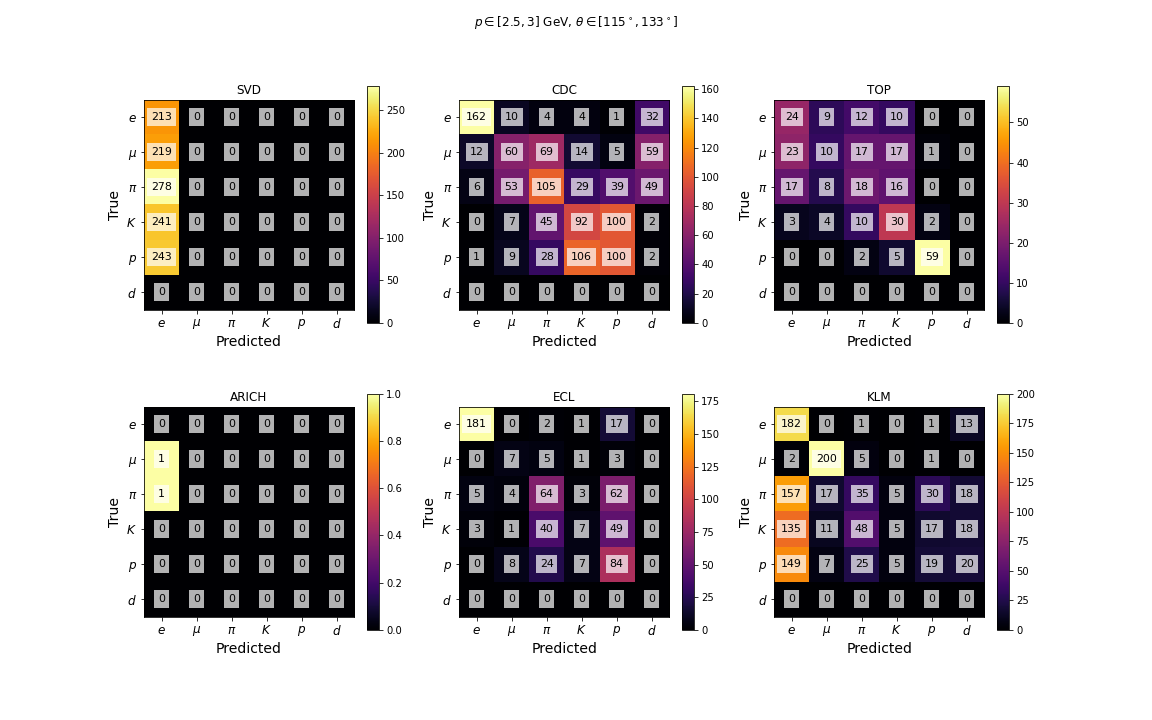 p ∈ [2.5, 3] GeV, θ ∈ [115°, 133°]
SVD
True
e 213 0 0 0 0 0
μ 219 0 0 0 0 0
π 278 0 0 0 0 0
K 241 0 0 0 0 0
p 243 0 0 0 0 0
d 0 0 0 0 0 0
e μ π K p d
Predicted
250
200
150
100
50
0
CDC
True
e 162 10 4 4 1 32
μ 12 60 69 14 5 59
π 6 53 105 29 39 49
K 0 7 45 92 100 2
p 1 9 28 106 100 2
d 0 0 0 0 0 0
e μ π K p d
Predicted
160
140
120
100
80
60
40
20
0
TOP
True
e 24 9 12 10 0 0
μ 23 10 17 17 1 0
π 17 8 18 16 0 0
K 3 4 10 30 2 0
p 0 0 2 5 59 0
d 0 0 0 0 0 0
e μ π K p d
Predicted
50
40
30
20
10
0
ARICH
True
e 0 0 0 0 0 0
μ 1 0 0 0 0 0
π 1 0 0 0 0 0
K 0 0 0 0 0 0
p 0 0 0 0 0 0
d 0 0 0 0 0 0
e μ π K p d
Predicted
1.0
0.8
0.6
0.4
0.2
0.0
ECL
True
e 181 0 2 1 17 0
μ 0 7 5 1 3 0
π 5 4 64 3 62 0
K 3 1 40 7 49 0
p 0 8 24 7 84 0
d 0 0 0 0 0 0
e μ π K p d
Predicted
175
150
125
100
75
50
25
0
KLM
True
e 182 0 1 0 1 13
μ 2 200 5 0 1 0
π 157 17 35 5 30 18
K 135 11 48 5 17 18
p 149 7 25 5 19 20
d 0 0 0 0 0 0
e μ π K p d
Predicted
200
175
150
125
100
75
50
25
0